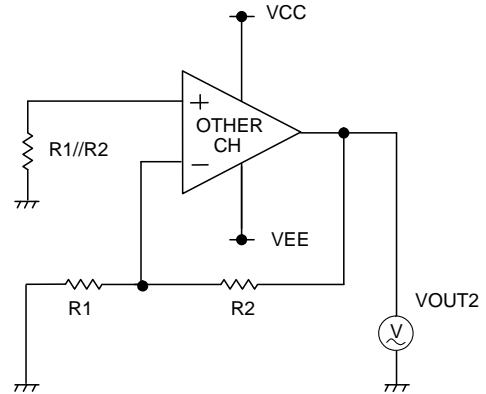 VCC
+
OTHER
CH
R1//R2
−
VEE
R1
R2
VOUT2
V